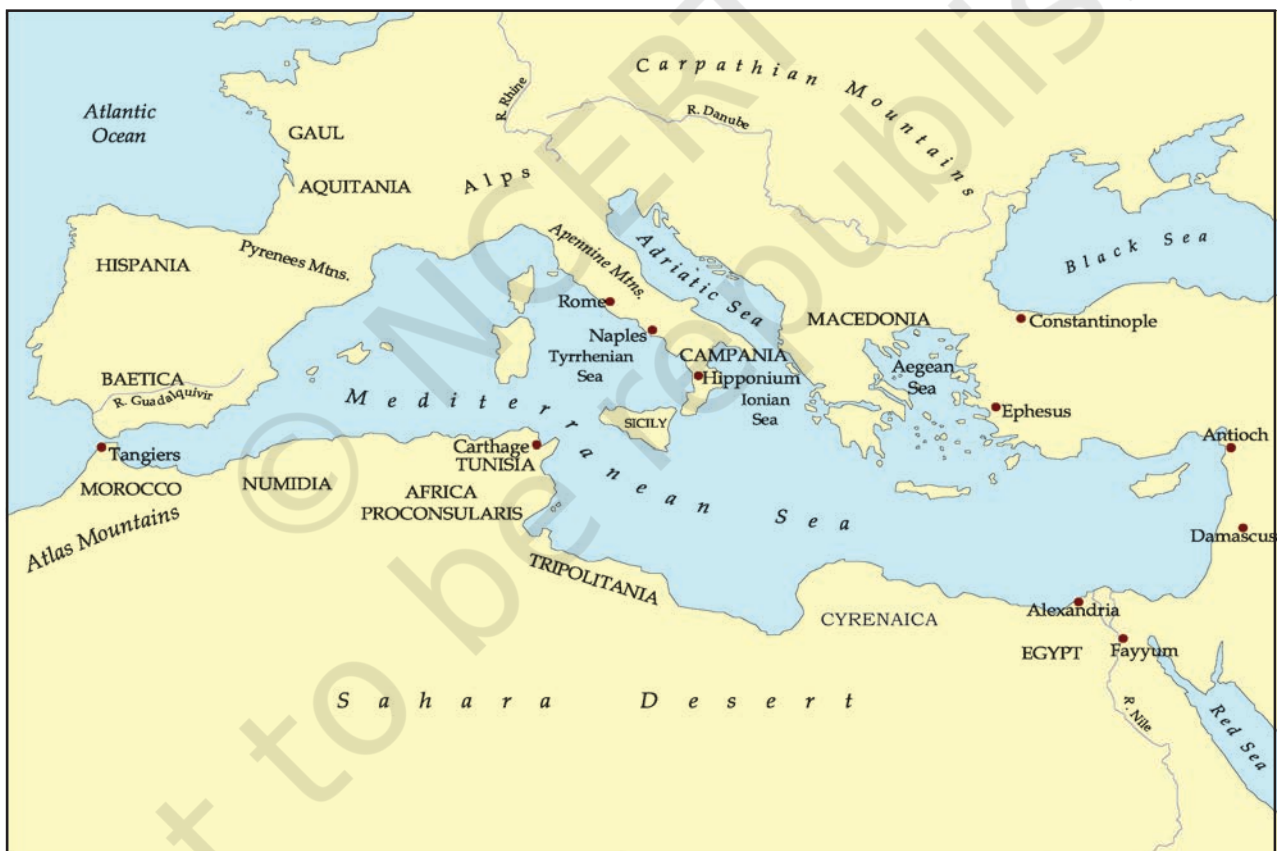 Atlantic
Ocean
GAUL
AQUITANIA
R. Rhine
Alps
Carpathian Mountains
R. Danube
HISPANIA
Pyrenees Mtns.
Apennine Mtns.
Adriatic Sea
Black Sea
Rome
Naples
Tyrrhenian
Sea
CAMPANIA
Hipponium
Ionian
Sea
MACEDONIA
Constantinople
Aegean
Sea
Ephesus
Antioch
Damascus
BAETICA
R. Guadalquivir
Mediterranean Sea
SICILY
Tangiers
MOROCCO
Atlas Mountains
NUMIDIA
Carthage
TUNISIA
AFRICA
PROCONSULARIS
TRIPOLITANIA
CYRENAICA
Alexandria
EGYPT
Fayyum
R. Nile
Red Sea
Sahara Desert
© NCERT
to be republis